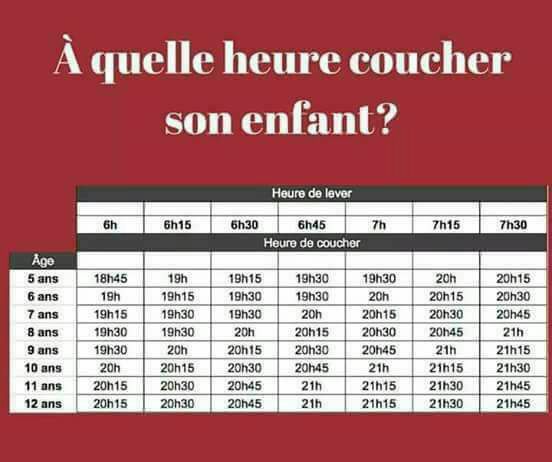 À quelle heure coucher
son enfant?
Heure de lever
6h 6h15 6h30 6h45 7h 7h15 7h30
Heure de coucher
Âge
5 ans 18h45 19h 19h15 19h30 19h30 20h 20h15
6 ans 19h 19h15 19h30 19h30 20h 20h15 20h30
7 ans 19h15 19h30 19h30 20h 20h15 20h30 20h45
8 ans 19h30 19h30 20h 20h15 20h30 20h45 21h
9 ans 19h30 20h 20h15 20h30 20h45 21h 21h15
10 ans 20h 20h15 20h30 20h45 21h 21h15 21h30
11 ans 20h15 20h30 20h45 21h 21h15 21h30 21h45
12 ans 20h15 20h30 20h45 21h 21h15 21h30 21h45